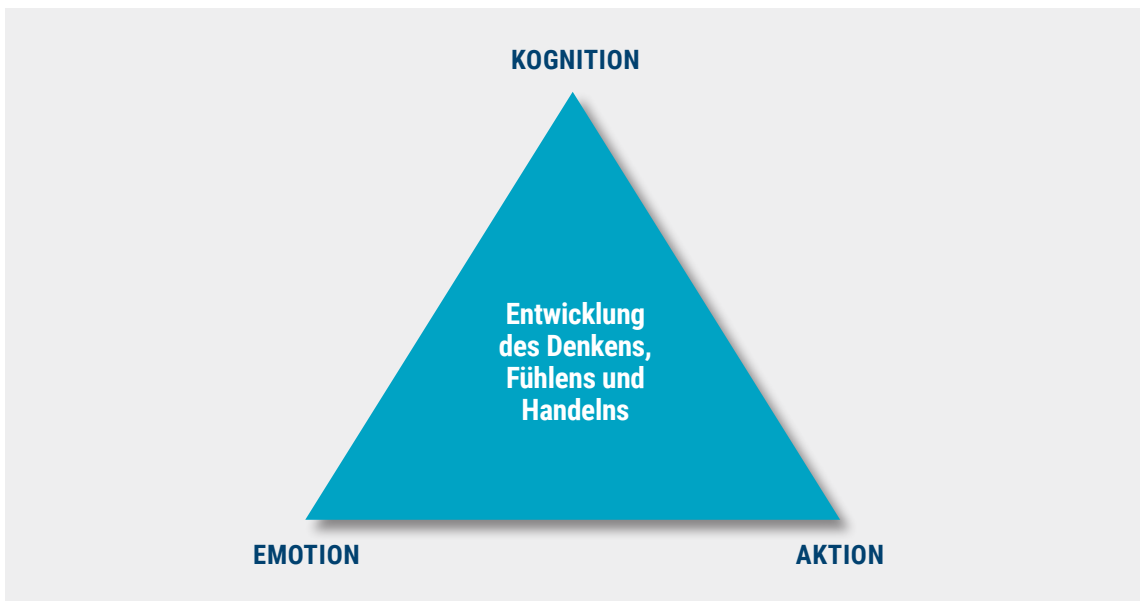 KOGNITION
Entwicklung
des Denkens,
Fühlens und
Handelns
EMOTION
AKTION